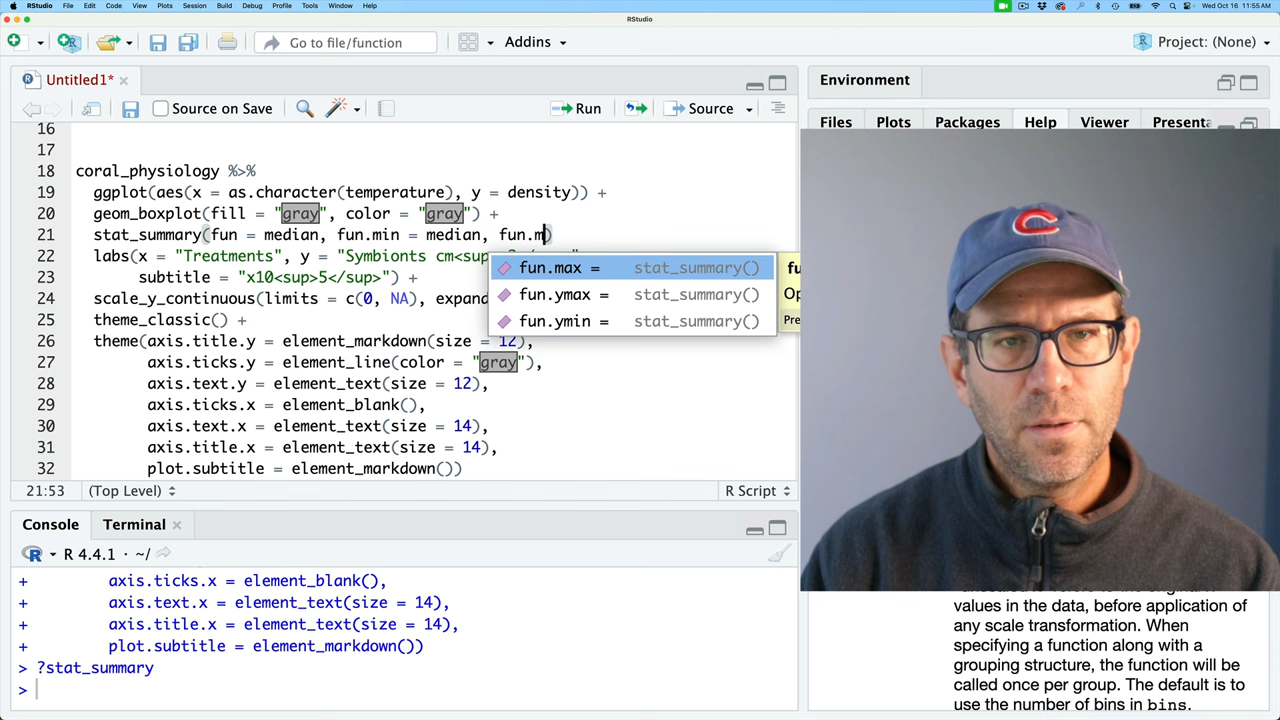 RStudio File Edit Code View Plots Session Build Debug Profile Tools Window Help Wed Oct 16 11:55 AM
RStudio
Go to file/function Addins Project: (None)
Untitled1*
Source on Save Run Source
16
17
18 coral_physiology %>%
19 ggplot(aes(x = as.character(temperature), y = density)) +
20 geom_boxplot(fill = "gray", color = "gray") +
21 stat_summary(fun = median, fun.min = median, fun.m)
22 labs(x = "Treatments", y = "Symbionts cm<sup>
23 subtitle = "x10<sup>5</sup>") +
24 scale_y_continuous(limits = c(0, NA), expand
25 theme_classic() +
26 theme(axis.title.y = element_markdown(size = 12),
27 axis.ticks.y = element_line(color = "gray"),
28 axis.text.y = element_text(size = 12),
29 axis.ticks.x = element_blank(),
30 axis.text.x = element_text(size = 14),
31 axis.title.x = element_text(size = 14),
32 plot.subtitle = element_markdown())
fun.max = stat_summary()
fun.ymax = stat_summary()
fun.ymin = stat_summary()
fu
Op
Pre
21:53 (Top Level) R Script
Console Terminal
R 4.4.1 · ~/
+ axis.ticks.x = element_blank(),
+ axis.text.x = element_text(size = 14),
+ axis.title.x = element_text(size = 14),
+ plot.subtitle = element_markdown())
> ?stat_summary
>
Environment
Files Plots Packages Help Viewer Presenta
values in the data, before application of
any scale transformation. When
specifying a function along with a
grouping structure, the function will be
called once per group. The default is to
use the number of bins in bins.
C